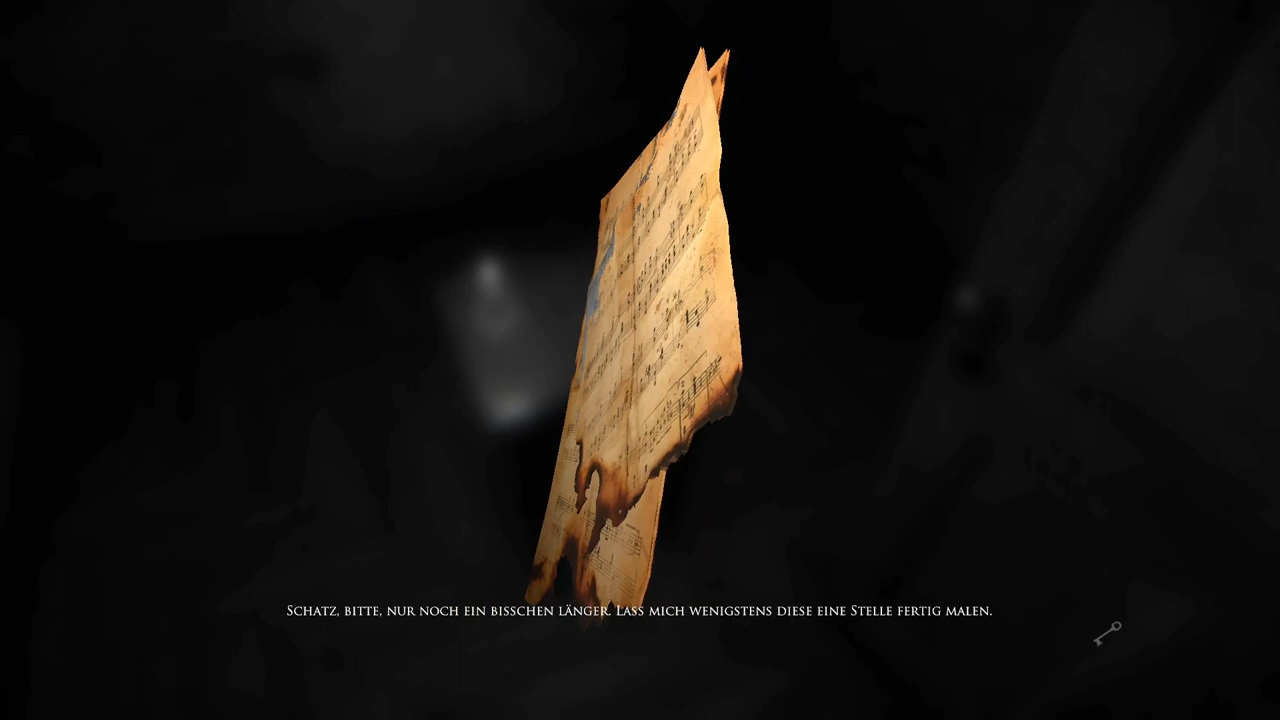 Schatz, bitte, nur noch ein bisschen länger. Lass mich wenigstens diese eine Stelle fertig malen.